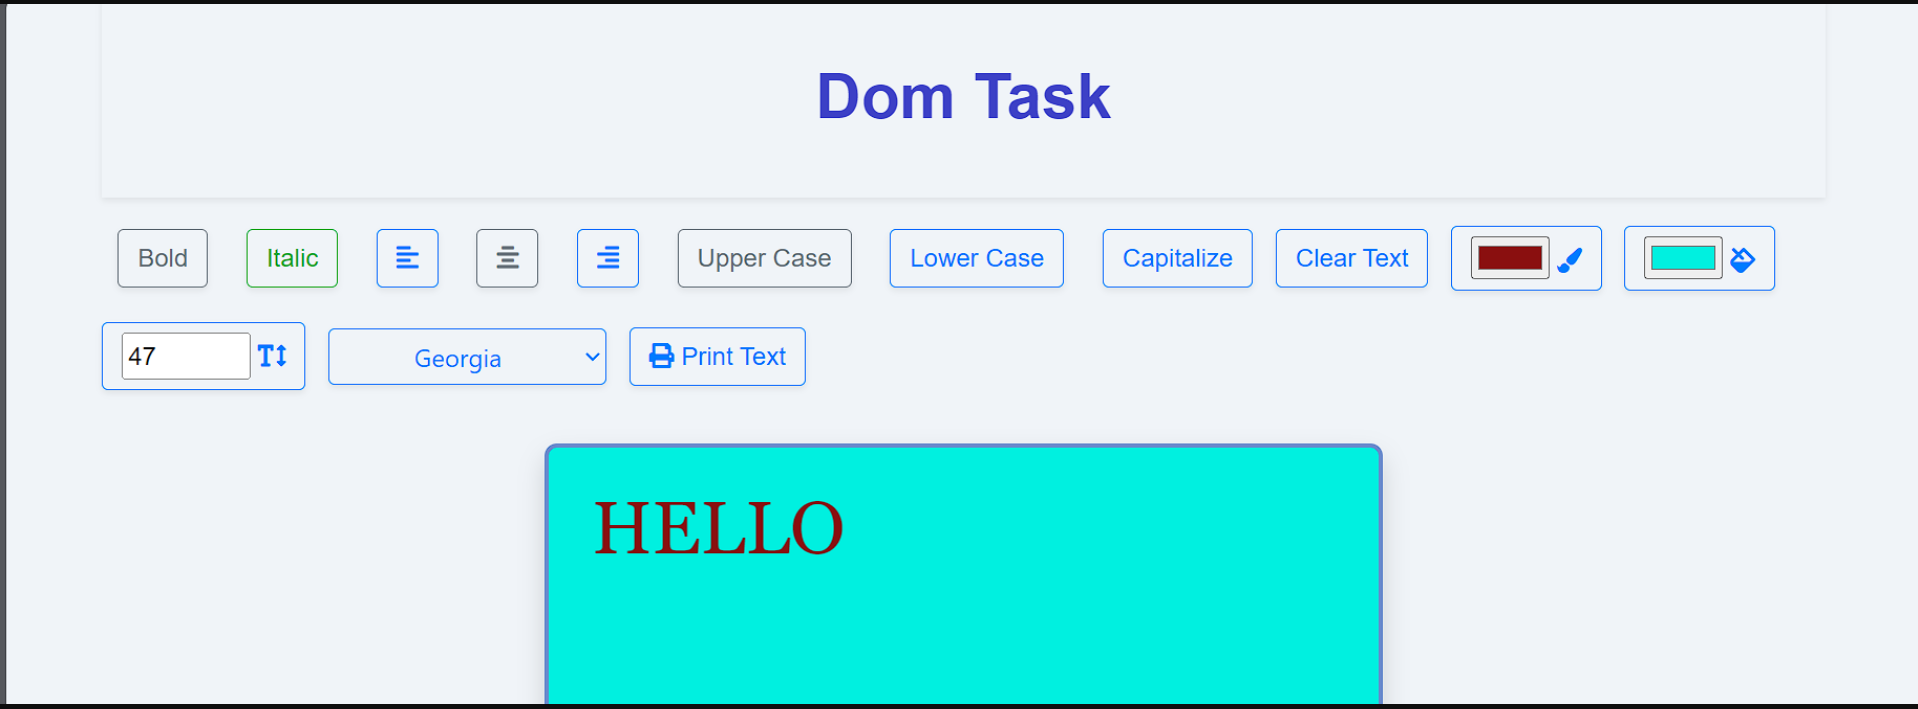 Dom Task
Bold Italic Upper Case Lower Case Capitalize Clear Text
47 Georgia Print Text
HELLO